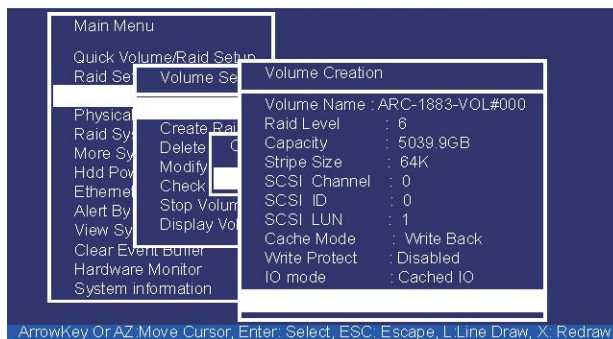 Main Menu
Quick Volume/Raid Setup
Raid Se
Physical
Raid Sy
More Sy
Hdd Pow
Ethernet
Alert By
View Sy
Clear Event Buffer
Hardware Monitor
System information
Volume Se
Create Rai
Delete
Modify
Check
Stop Volum
Display Vol
C
Volume Creation
Volume Name : ARC-1883-VOL#000
Raid Level : 6
Capacity : 5039.9GB
Stripe Size : 64K
SCSI Channel : 0
SCSI ID : 0
SCSI LUN : 1
Cache Mode : Write Back
Write Protect : Disabled
IO mode : Cached IO
ArrowKey Or AZ:Move Cursor, Enter: Select, ESC: Escape, L:Line Draw, X: Redraw